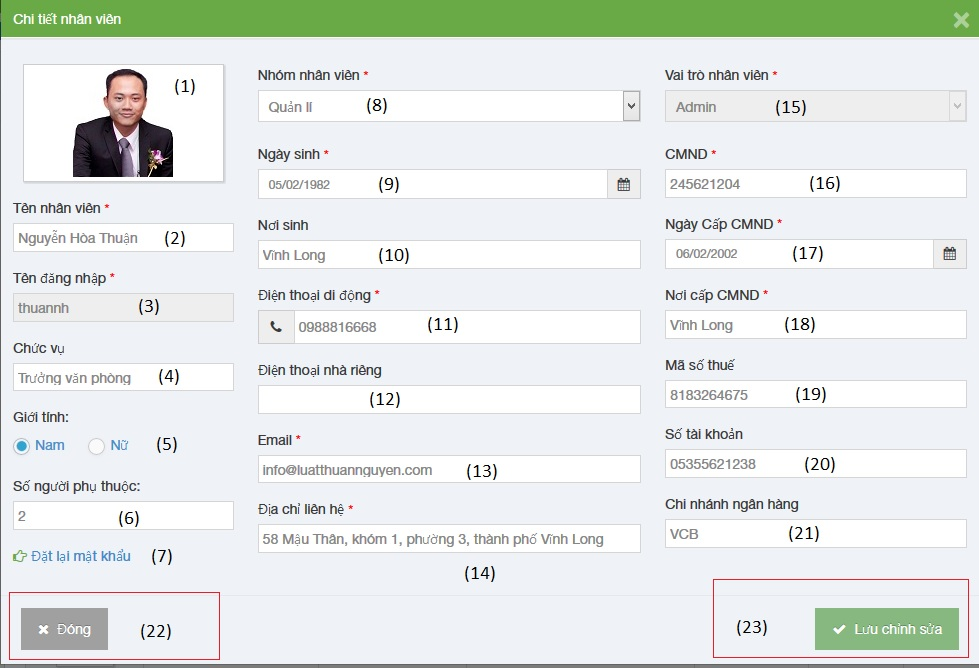 Chi tiết nhân viên
(1)
Tên nhân viên *
Nguyễn Hòa Thuận (2)
Tên đăng nhập *
thuannh (3)
Chức vụ
Trưởng văn phòng (4)
Giới tính:
Nam Nữ (5)
Số người phụ thuộc:
2 (6)
Đặt lại mật khẩu (7)
Nhóm nhân viên *
Quản lí (8)
Ngày sinh *
05/02/1982 (9)
Nơi sinh
Vĩnh Long (10)
Điện thoại di động *
0988816668 (11)
Điện thoại nhà riêng
(12)
Email *
info@luatthuannguyen.com (13)
Địa chỉ liên hệ *
58 Mậu Thân, khóm 1, phường 3, thành phố Vĩnh Long
(14)
Vai trò nhân viên *
Admin (15)
CMND *
245621204 (16)
Ngày Cấp CMND *
06/02/2002 (17)
Nơi cấp CMND *
Vĩnh Long (18)
Mã số thuế
8183264675 (19)
Số tài khoản
05355621238 (20)
Chi nhánh ngân hàng
VCB (21)
Đóng (22)
(23) Lưu chỉnh sửa